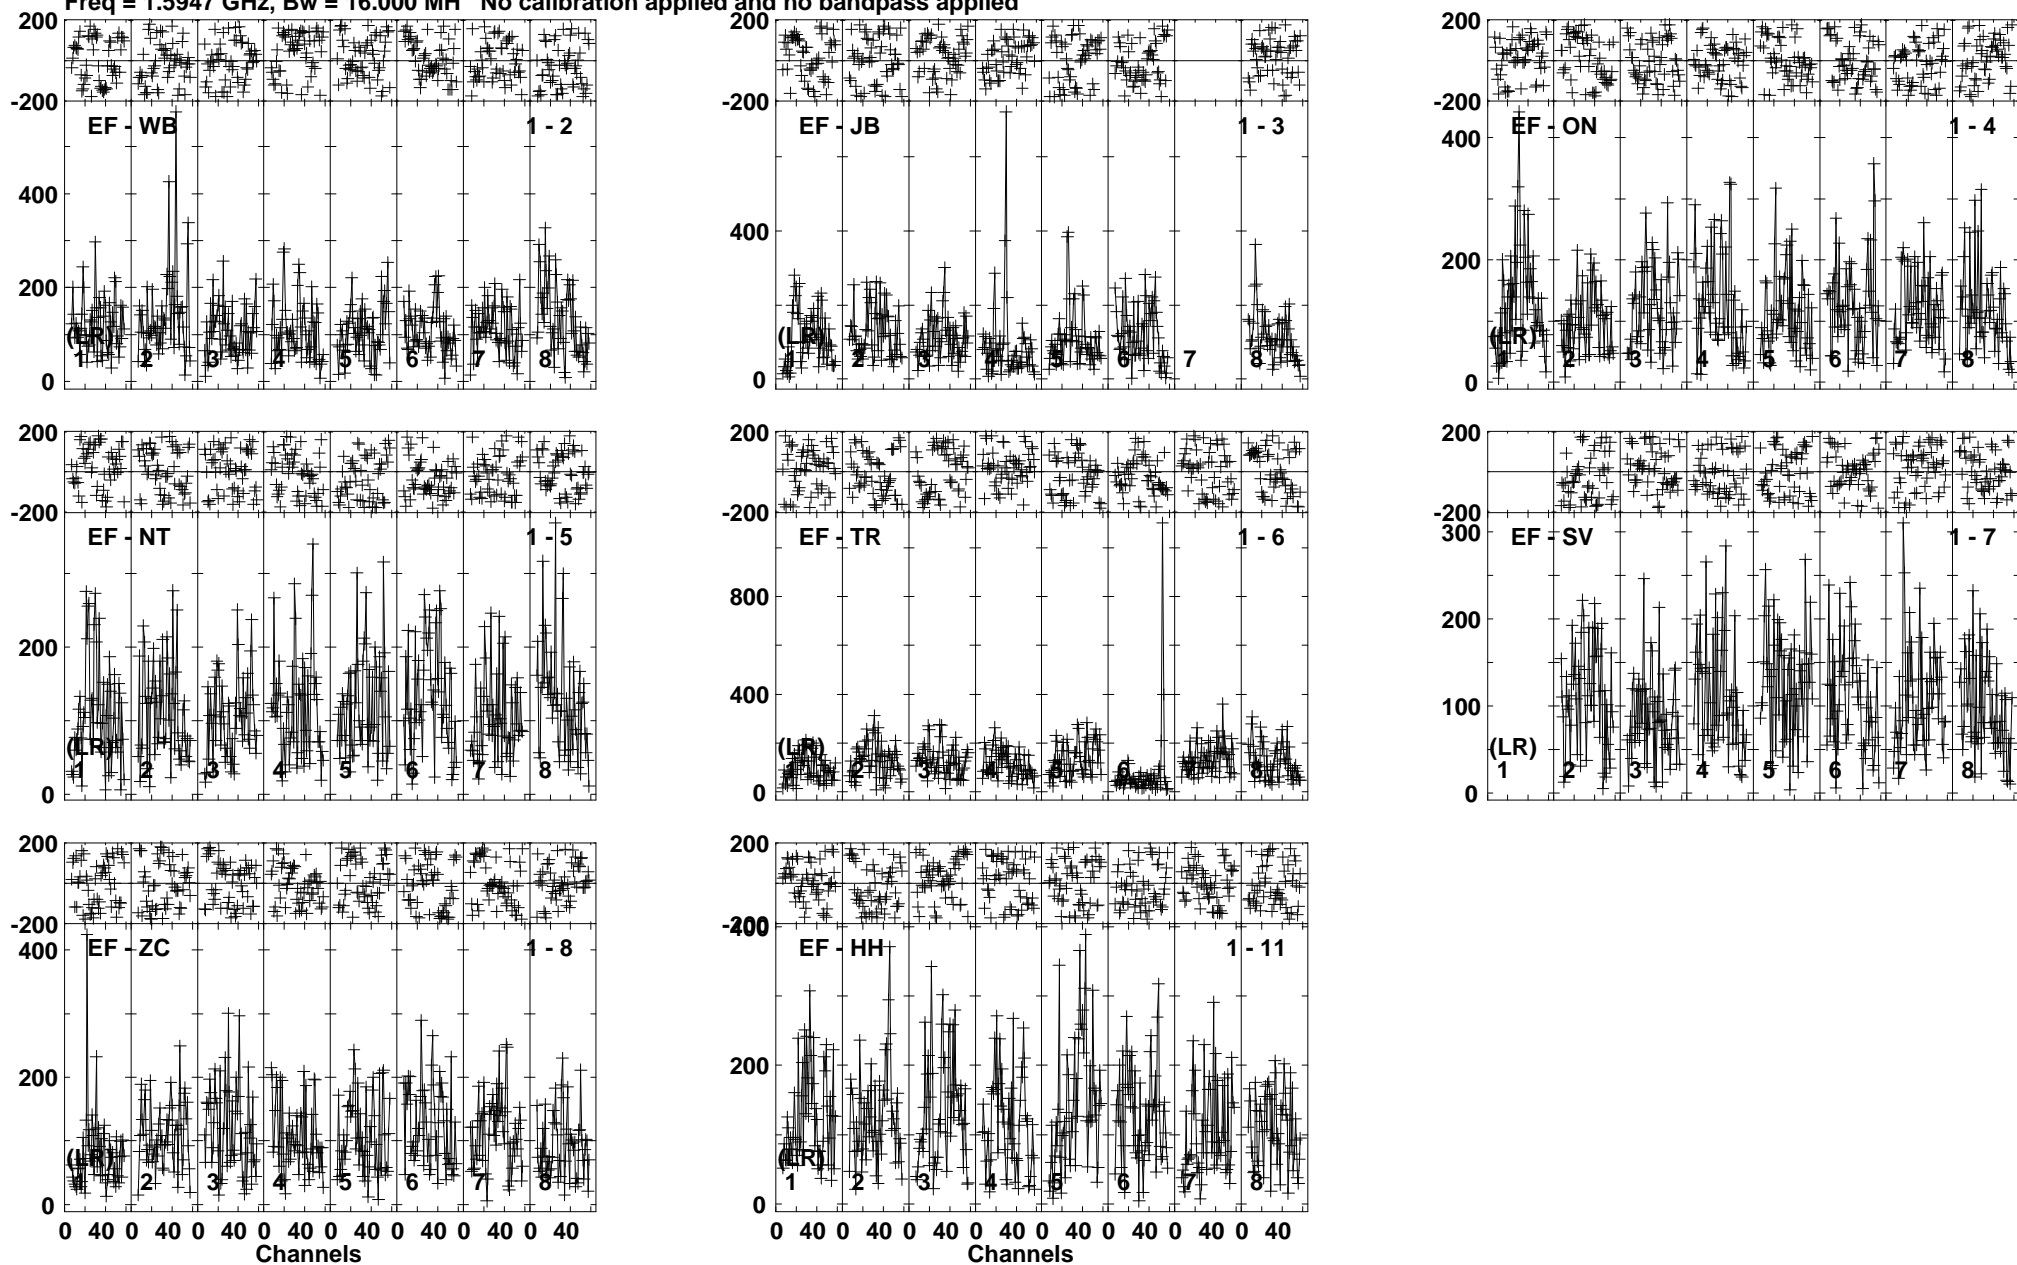 Freq = 1.5947 GHz, Bw = 16.000 MH No calibration applied and no bandpass applied
200
-200
EF - WB
1 - 2
400
200
0
(LR)
1 2 3 4 5 6 7 8
200
-200
EF - JB
1 - 3
400
0
(LR)
1 2 3 4 5 6 7 8
200
-200
EF - ON
1 - 4
400
200
0
(LR)
1 2 3 4 5 6 7 8
200
-200
EF - NT
1 - 5
200
0
(LR)
1 2 3 4 5 6 7 8
200
-200
EF - TR
1 - 6
800
400
0
(LR)
1 2 3 4 5 6 7 8
200
-200
EF - SV
1 - 7
300
200
100
0
(LR)
1 2 3 4 5 6 7 8
200
-200
EF - ZC
1 - 8
400
200
0
(LR)
1 2 3 4 5 6 7 8
0 40 0 40 0 40 0 40 0 40 0 40 0 40 0 40
Channels
200
-200
EF - HH
1 - 11
400
200
0
(LR)
1 2 3 4 5 6 7 8
0 40 0 40 0 40 0 40 0 40 0 40 0 40 0 40
Channels